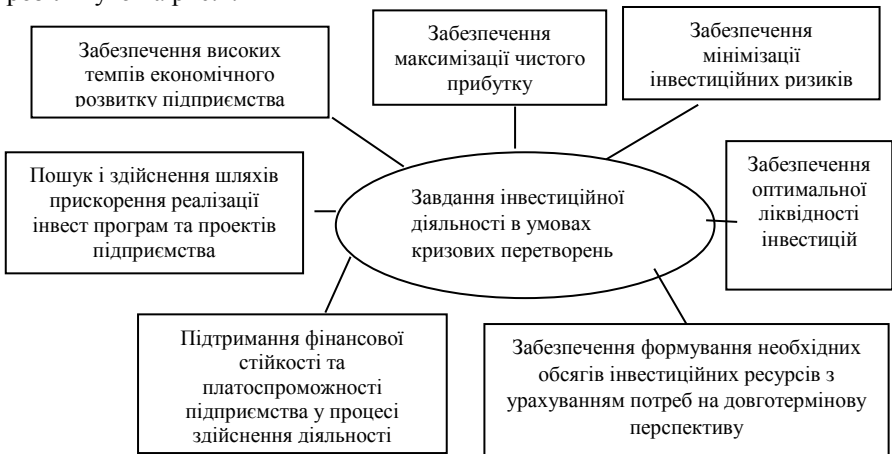 Забезпечення високих
темпів економічного
розвитку підприємства
Забезпечення
максимізації чистого
прибутку
Забезпечення
мінімізації
інвестиційних ризиків
Пошук і здійснення шляхів
прискорення реалізації
інвест програм та проектів
підприємства
Завдання інвестиційної
діяльності в умовах
кризових перетворень
Забезпечення
оптимальної
ліквідності
інвестицій
Підтримання фінансової
стійкості та
платоспроможності
підприємства у процесі
здійснення діяльності
Забезпечення формування необхідних
обсягів інвестиційних ресурсів з
урахуванням потреб на довготермінову
перспективу